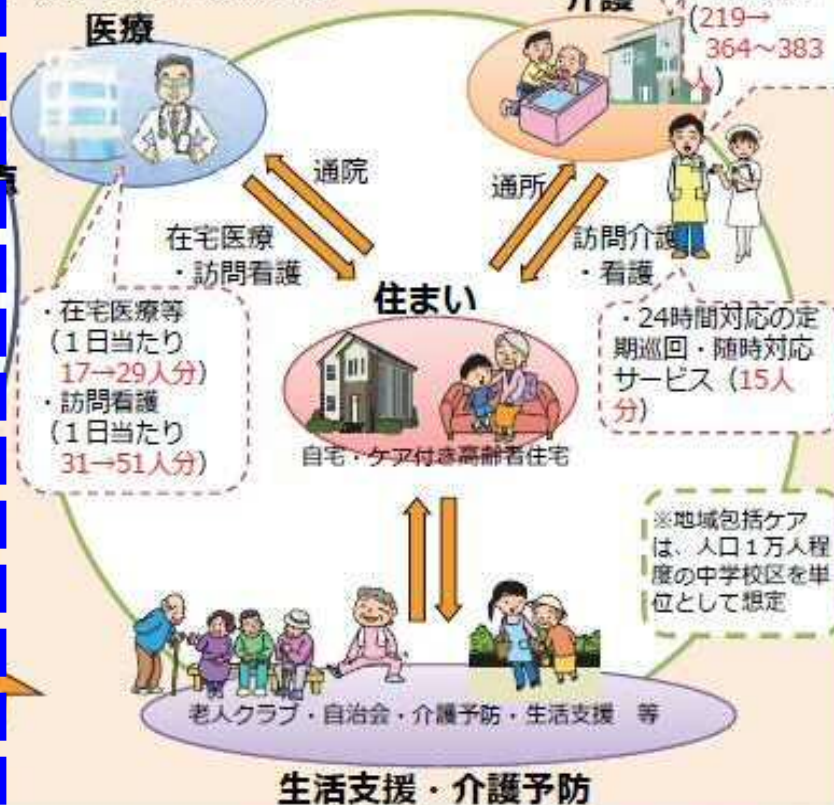 医療
介護
(219→
364～383
人)
通院
通所
在宅医療
・訪問看護
訪問介護
・看護
住まい
・在宅医療等
（1日当たり
17→29人分）
・訪問看護
（1日当たり
31→51人分）
・24時間対応の定
期巡回・随時対応
サービス（15人
分）
自宅・ケア付き高齢者住宅
※地域包括ケア
は、人口１万人程
度の中学校区を単
位として想定
老人クラブ・自治会・介護予防・生活支援　等
生活支援・介護予防